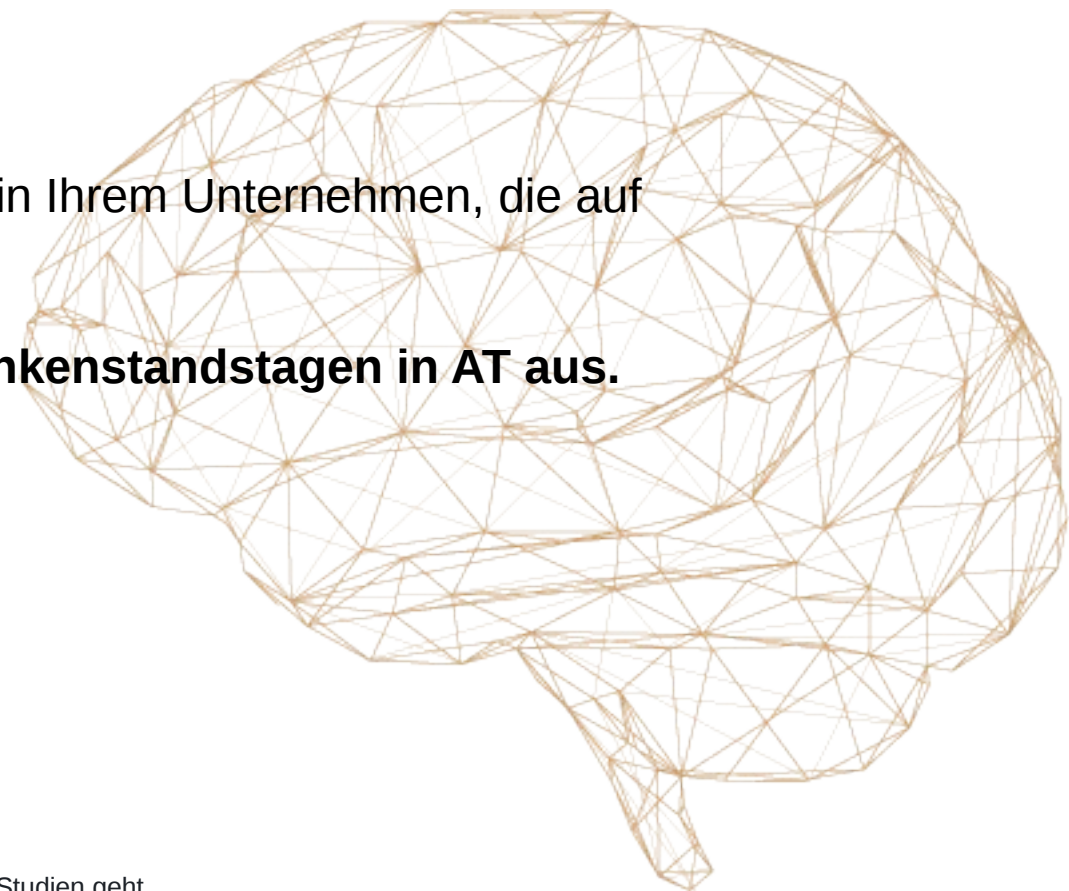 in Ihrem Unternehmen, die auf
nkenstandstagen in AT aus.
Studien geht